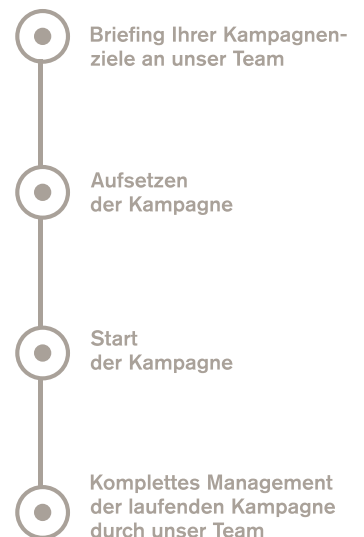 Briefing Ihrer Kampagnen-
ziele an unser Team
Aufsetzen
der Kampagne
Start
der Kampagne
Komplettes Management
der laufenden Kampagne
durch unser Team